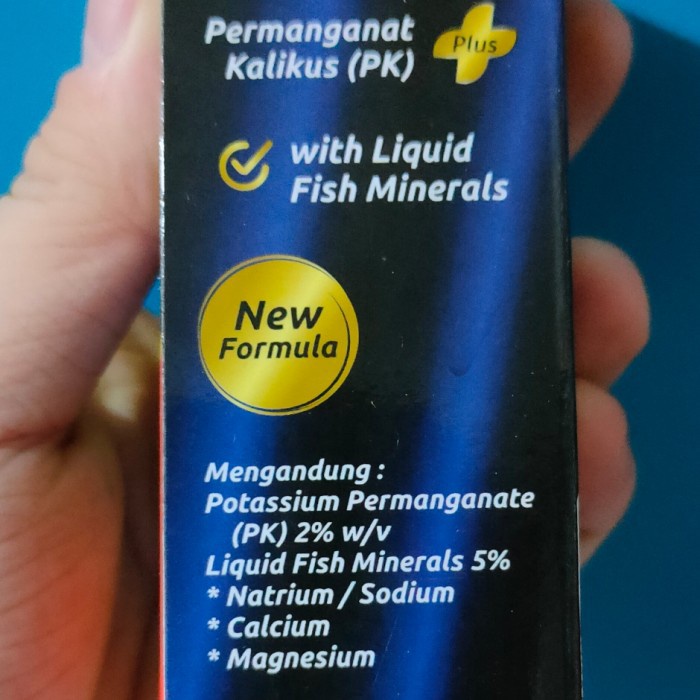 Permanganat
Kalikus (PK)
Plus
with Liquid
Fish Minerals
New
Formula
Mengandung :
Potassium Permanganate
(PK) 2% w/v
Liquid Fish Minerals 5%
* Natrium / Sodium
* Calcium
* Magnesium